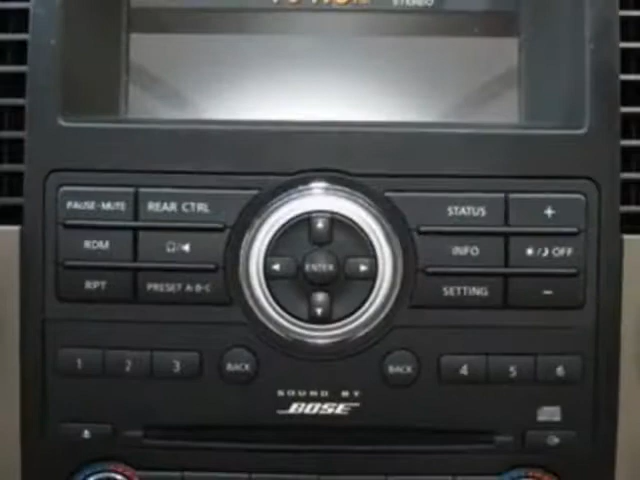 STEREO
PAUSE·MUTE REAR CTRL STATUS +
RDM INFO OFF
RPT PRESET A·B·C ENTER SETTING −
1 2 3 BACK BACK 4 5 6
SOUND BY
BOSE